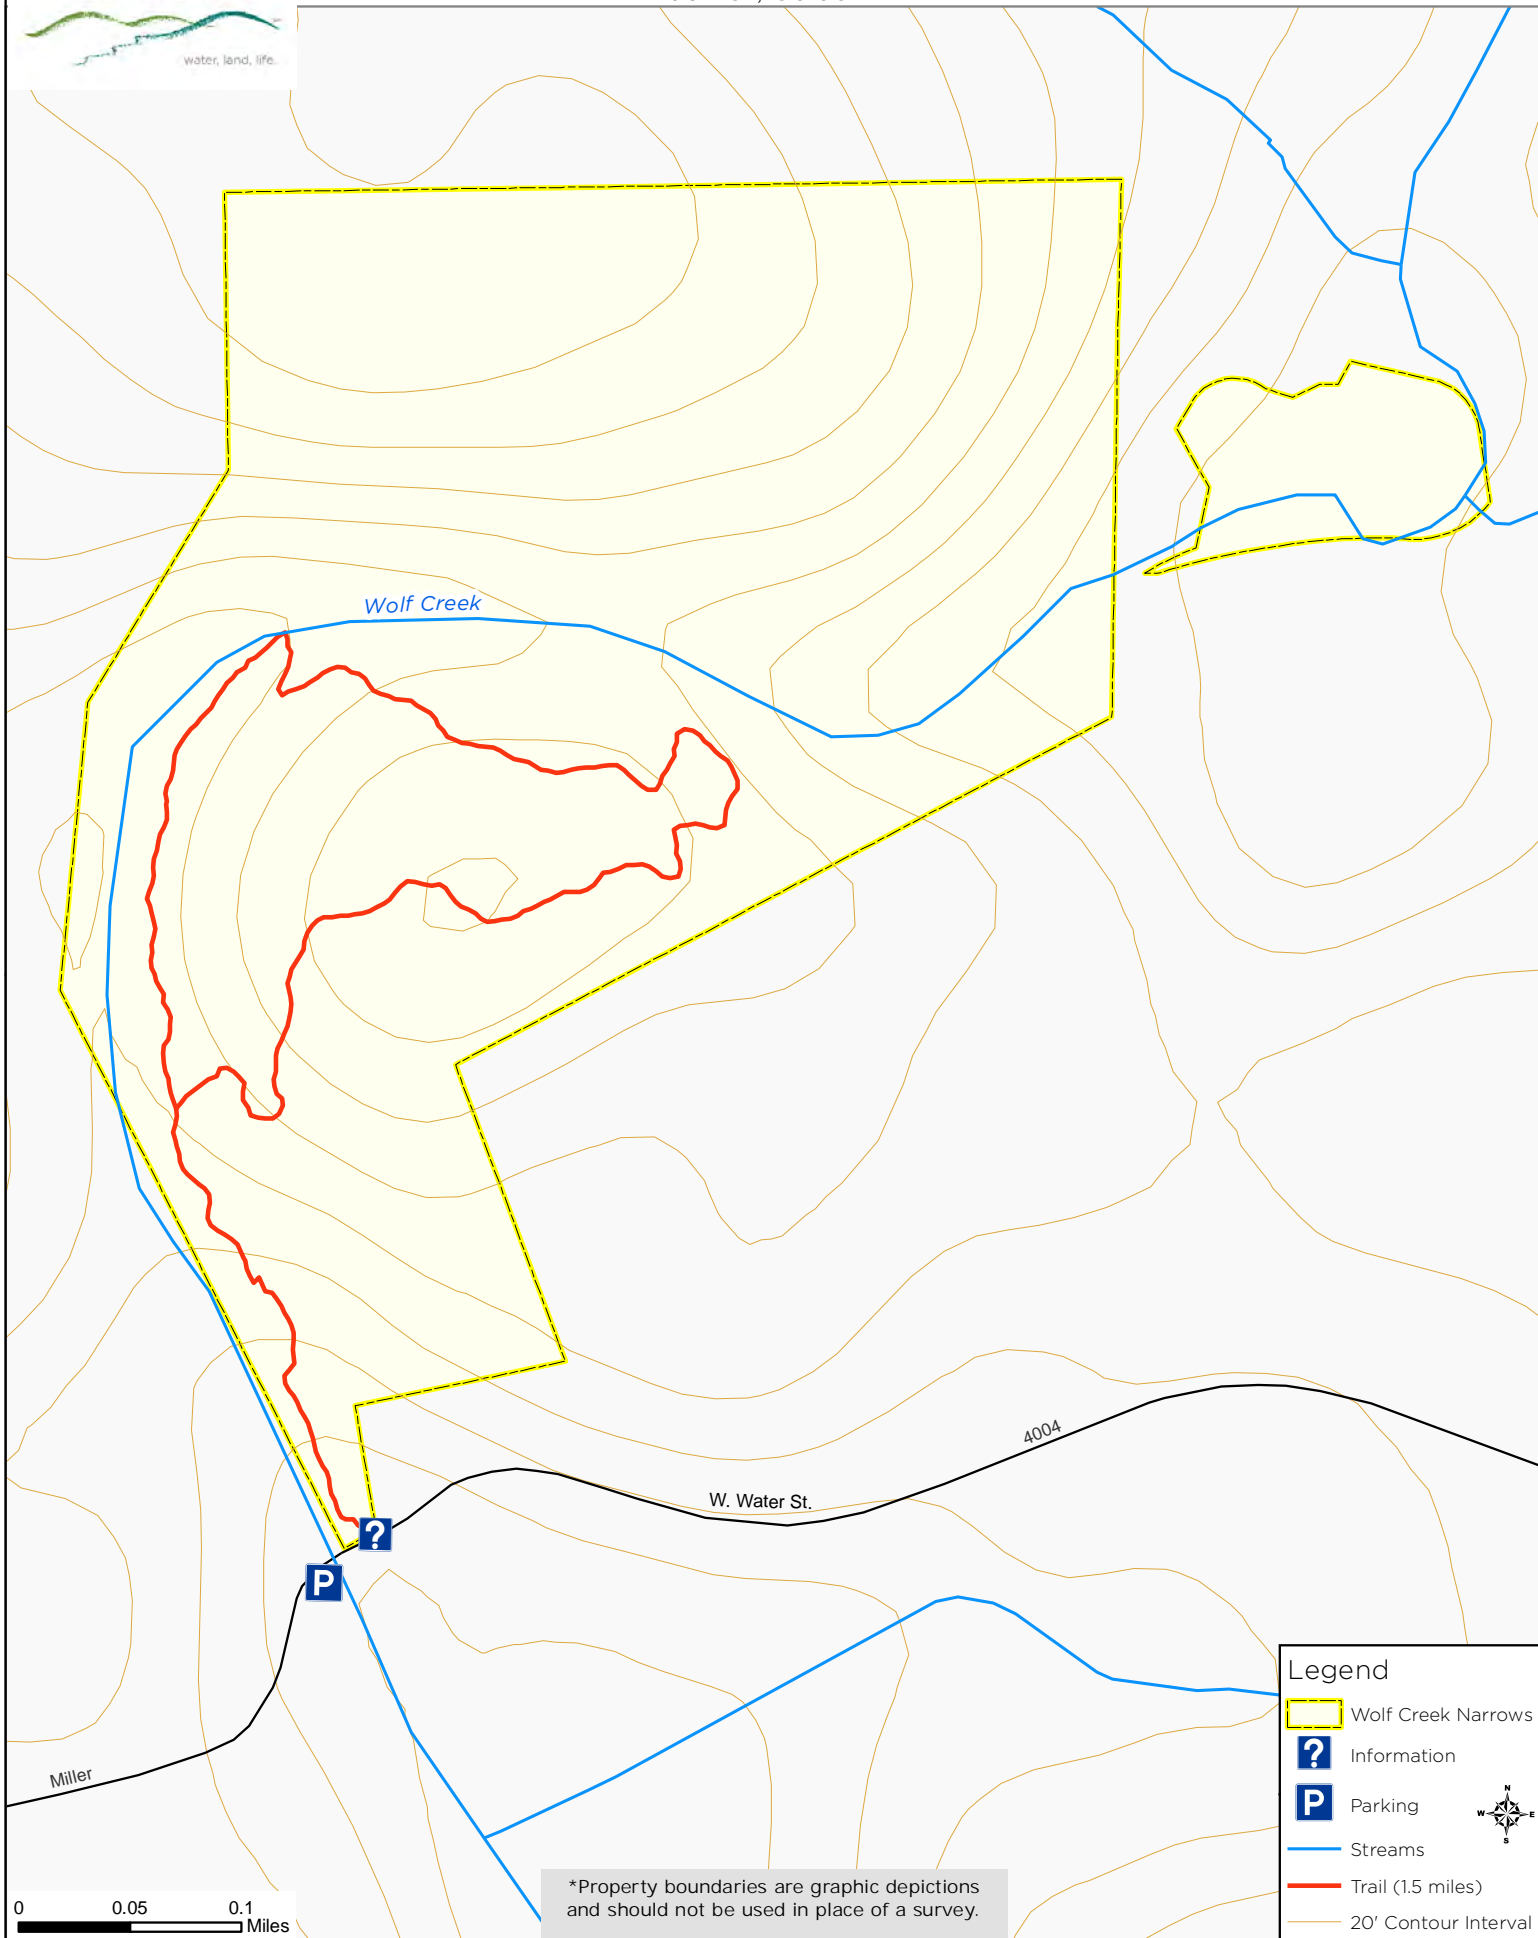 water, land, life.
Wolf Creek
4004
W. Water St.
?
P
Miller
Legend
Wolf Creek Narrows
? Information
P Parking
N
W E
S
Streams
Trail (1.5 miles)
20' Contour Interval
0 0.05 0.1
Miles
*Property boundaries are graphic depictions
and should not be used in place of a survey.